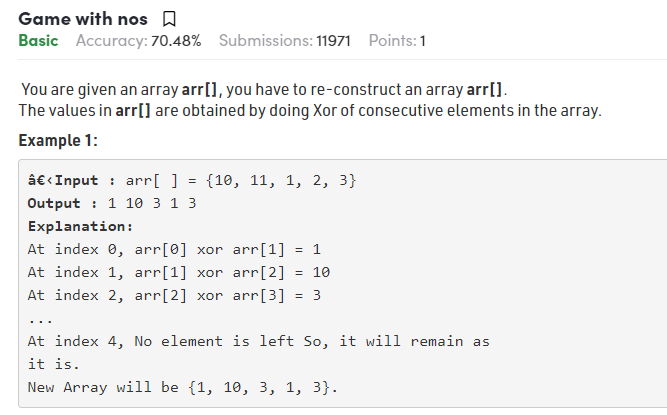 Game with nos
Basic Accuracy: 70.48% Submissions: 11971 Points: 1
You are given an array arr[], you have to re-construct an array arr[].
The values in arr[] are obtained by doing Xor of consecutive elements in the array.
Example 1:
â€‹Input : arr[ ] = {10, 11, 1, 2, 3}
Output : 1 10 3 1 3
Explanation:
At index 0, arr[0] xor arr[1] = 1
At index 1, arr[1] xor arr[2] = 10
At index 2, arr[2] xor arr[3] = 3
...
At index 4, No element is left So, it will remain as
it is.
New Array will be {1, 10, 3, 1, 3}.